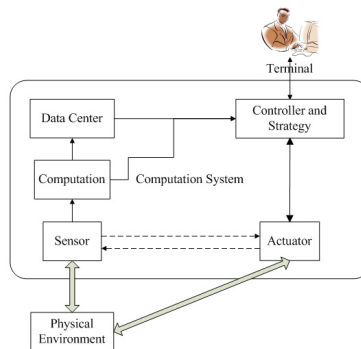 Terminal
Data Center
Controller and
Strategy
Computation
Computation System
Sensor
Actuator
Physical
Environment